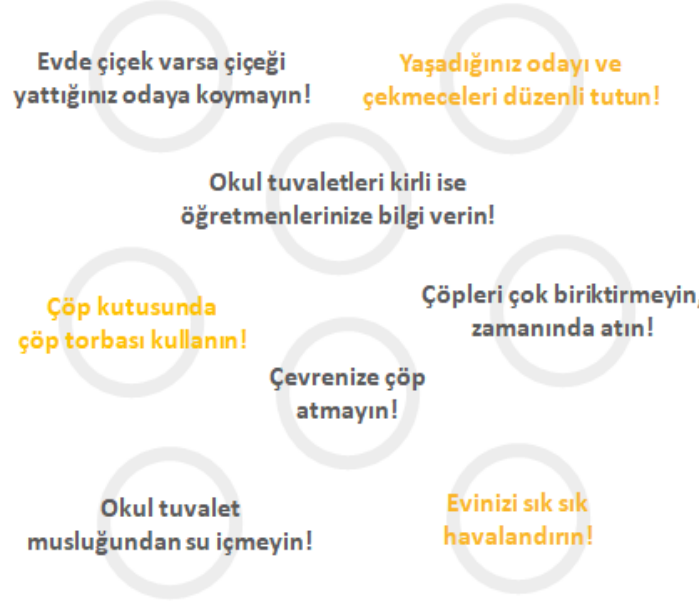 Evde çiçek varsa çiçeği
yattığınız odaya koymayın!
Yaşadığınız odayı ve
çekmeceleri düzenli tutun!
Okul tuvaletleri kirli ise
öğretmenlerinize bilgi verin!
Çöp kutusunda
çöp torbası kullanın!
Çöpleri çok biriktirmeyin,
zamanında atın!
Çevrenize çöp
atmayın!
Okul tuvalet
musluğundan su içmeyin!
Evinizi sık sık
havalandırın!